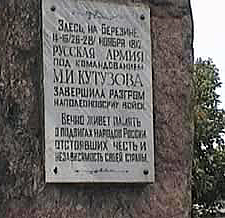 Здесь, на Березине,
14-16/26-28/ ноября 1812
русская армия
под командованием
М.И. Кутузова
завершила разгром
наполеоновских войск
Вечно живет память
о подвигах народов России
отстоявших честь и
независимость своей страны.